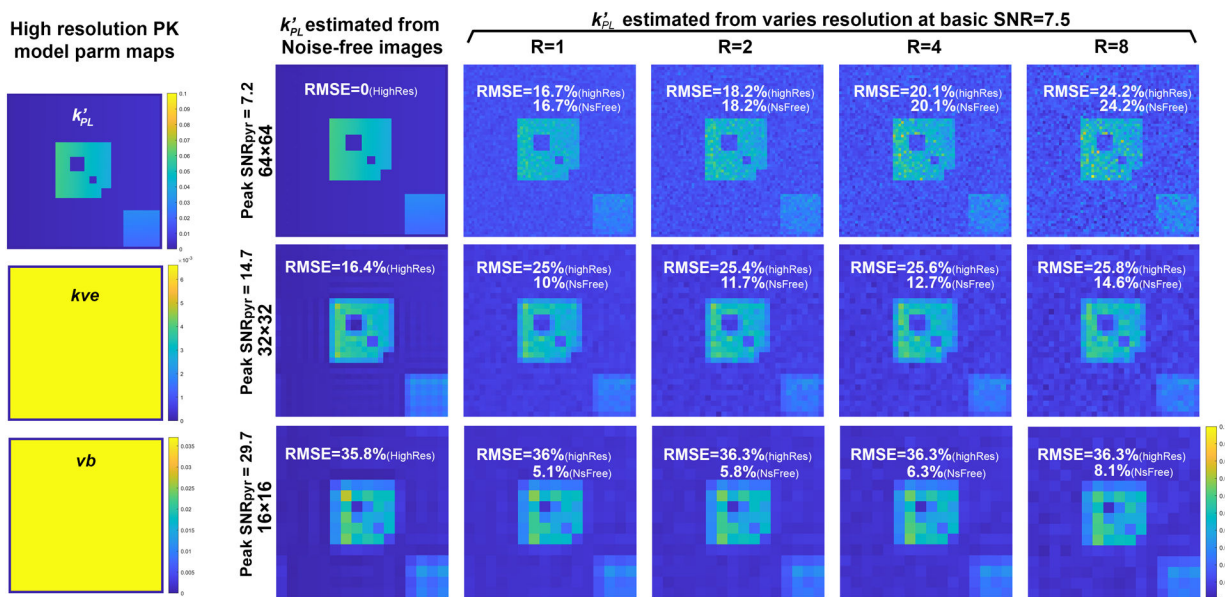 High resolution PK
model parm maps
k'PL estimated from
Noise-free images
k'PL estimated from varies resolution at basic SNR=7.5
R=1
R=2
R=4
R=8
k'PL
0.1
0.09
0.08
0.07
0.06
0.05
0.04
0.03
0.02
0.01
0
Peak SNRpyr = 7.2
64×64
RMSE=0(HighRes)
RMSE=16.7%(highRes)
16.7%(NsFree)
RMSE=18.2%(highRes)
18.2%(NsFree)
RMSE=20.1%(highRes)
20.1%(NsFree)
RMSE=24.2%(highRes)
24.2%(NsFree)
kve
6
5
4
3
2
1
0
Peak SNRpyr = 14.7
32×32
RMSE=16.4%(HighRes)
RMSE=25%(highRes)
10%(NsFree)
RMSE=25.4%(highRes)
11.7%(NsFree)
RMSE=25.6%(highRes)
12.7%(NsFree)
RMSE=25.8%(highRes)
14.6%(NsFree)
vb
0.035
0.03
0.025
0.02
0.015
0.01
0.005
0
Peak SNRpyr = 29.7
16×16
RMSE=35.8%(HighRes)
RMSE=36%(highRes)
5.1%(NsFree)
RMSE=36.3%(highRes)
5.8%(NsFree)
RMSE=36.3%(highRes)
6.3%(NsFree)
RMSE=36.3%(highRes)
8.1%(NsFree)